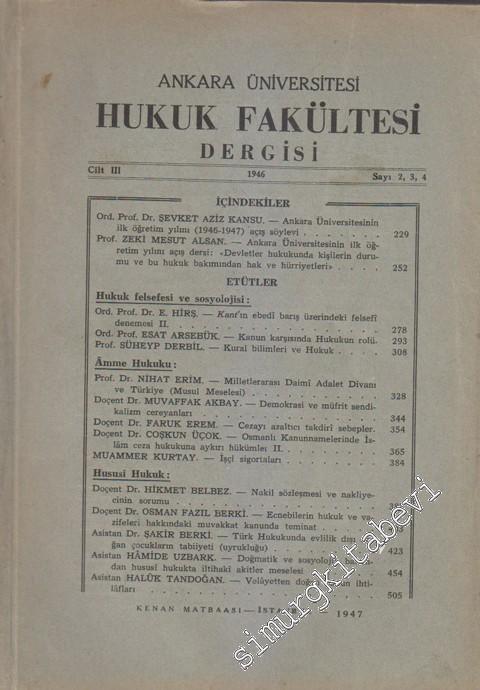 ANKARA ÜNİVERSİTESİ
HUKUK FAKÜLTESİ
DERGİSİ
Cilt III
1946
Sayı 2, 3, 4
İÇİNDEKİLER
Ord. Prof. Dr. ŞEVKET AZİZ KANSU. — Ankara Üniversitesinin
ilk öğretim yılını (1946-1947) açış söylevi . . . . . . . 229
Prof. ZEKİ MESUT ALSAN. — Ankara Üniversitesinin ilk öğ-
retim yılını açış dersi: «Devletler hukukunda kişilerin duru-
mu ve bu hukuk bakımından hak ve hürriyetleri» . . . . 252
ETÜTLER
Hukuk felsefesi ve sosyolojisi:
Ord. Prof. Dr. E. HİRŞ. — Kant'ın ebedî barış üzerindeki felsefî
denemesi II. . . . . . . . . . . . 278
Ord. Prof. ESAT ARSEBÜK. — Kanun karşısında Hukukun rolü. 293
Prof. SÜHEYP DERBİL. — Kural bilimleri ve Hukuk . . . . 308
Âmme Hukuku:
Prof. Dr. NİHAT ERİM. — Milletlerarası Daimî Adalet Divanı
ve Türkiye (Musul Meselesi) . . . . . . . . 328
Doçent Dr. MUVAFFAK AKBAY. — Demokrasi ve müfrit sendi-
kalizm cereyanları . . . . . . . . . . 344
Doçent Dr. FARUK EREM. — Cezayı azaltıcı takdirî sebepler. 354
Doçent Dr. COŞKUN ÜÇOK. — Osmanlı Kanunnamelerinde İs-
lâm ceza hukukuna aykırı hükümler II. . . . . . . 365
MUAMMER KURTAY. — İşçi sigortaları . . . . . . . 384
Hususî Hukuk:
Doçent Dr. HİKMET BELBEZ. — Nakil sözleşmesi ve nakliye-
cinin sorumu . . . . . . . . .
Doçent Dr. OSMAN FAZIL BERKİ. — Ecnebilerin hukuk ve va-
zifeleri hakkındaki muvakkat kanunda teminat . . . .
Asistan Dr. ŞAKİR BERKİ. — Türk Hukukunda evlilik dışı
ğan çocukların tabiiyeti (uyrukluğu) . . . . 423
Asistan HÂMİDE UZBARK. — Doğmatik ve sosyoloji
dan hususî hukukta iltihakî akitler meselesi . . . 454
Asistan HALÛK TANDOĞAN. — Velâyetten ihti-
lâfları . . . . . . . . 505
KENAN MATBAASI — 1947
simurgkitabevi